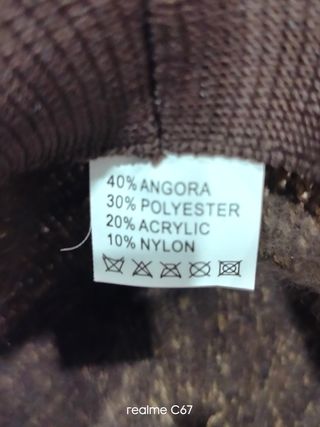 40% ANGORA
30% POLYESTER
20% ACRYLIC
10% NYLON
realme C67